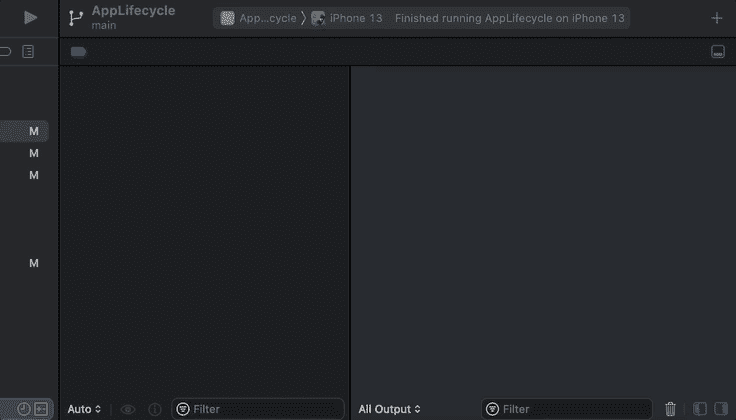 AppLifecycle
main
App...cycle 〉 iPhone 13 Finished running AppLifecycle on iPhone 13
M
M
M
M
Auto
Filter
All Output
Filter